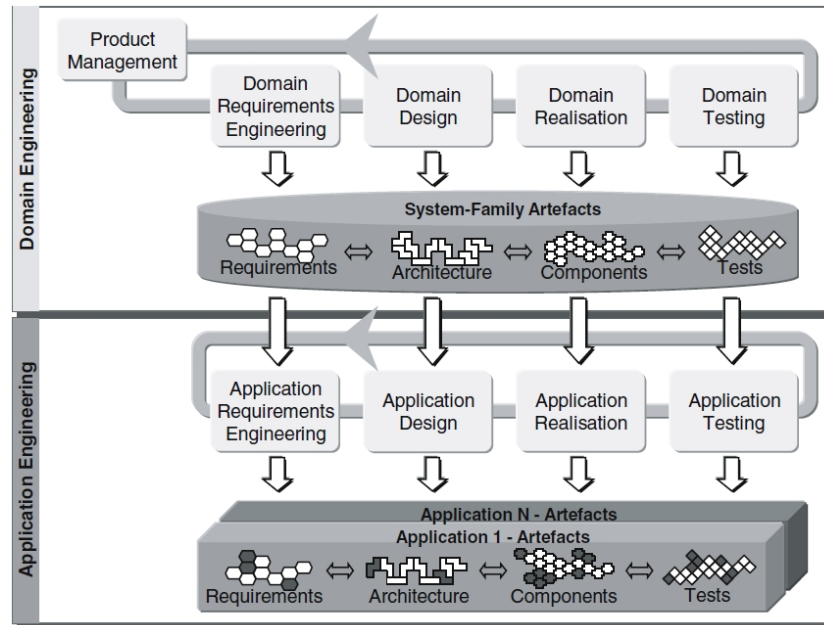 Domain Engineering
Product
Management
Domain
Requirements
Engineering
Domain
Design
Domain
Realisation
Domain
Testing
System-Family Artefacts
Requirements
Architecture
Components
Tests
Application Engineering
Application
Requirements
Engineering
Application
Design
Application
Realisation
Application
Testing
Application N - Artefacts
Application 1 - Artefacts
Requirements
Architecture
Components
Tests